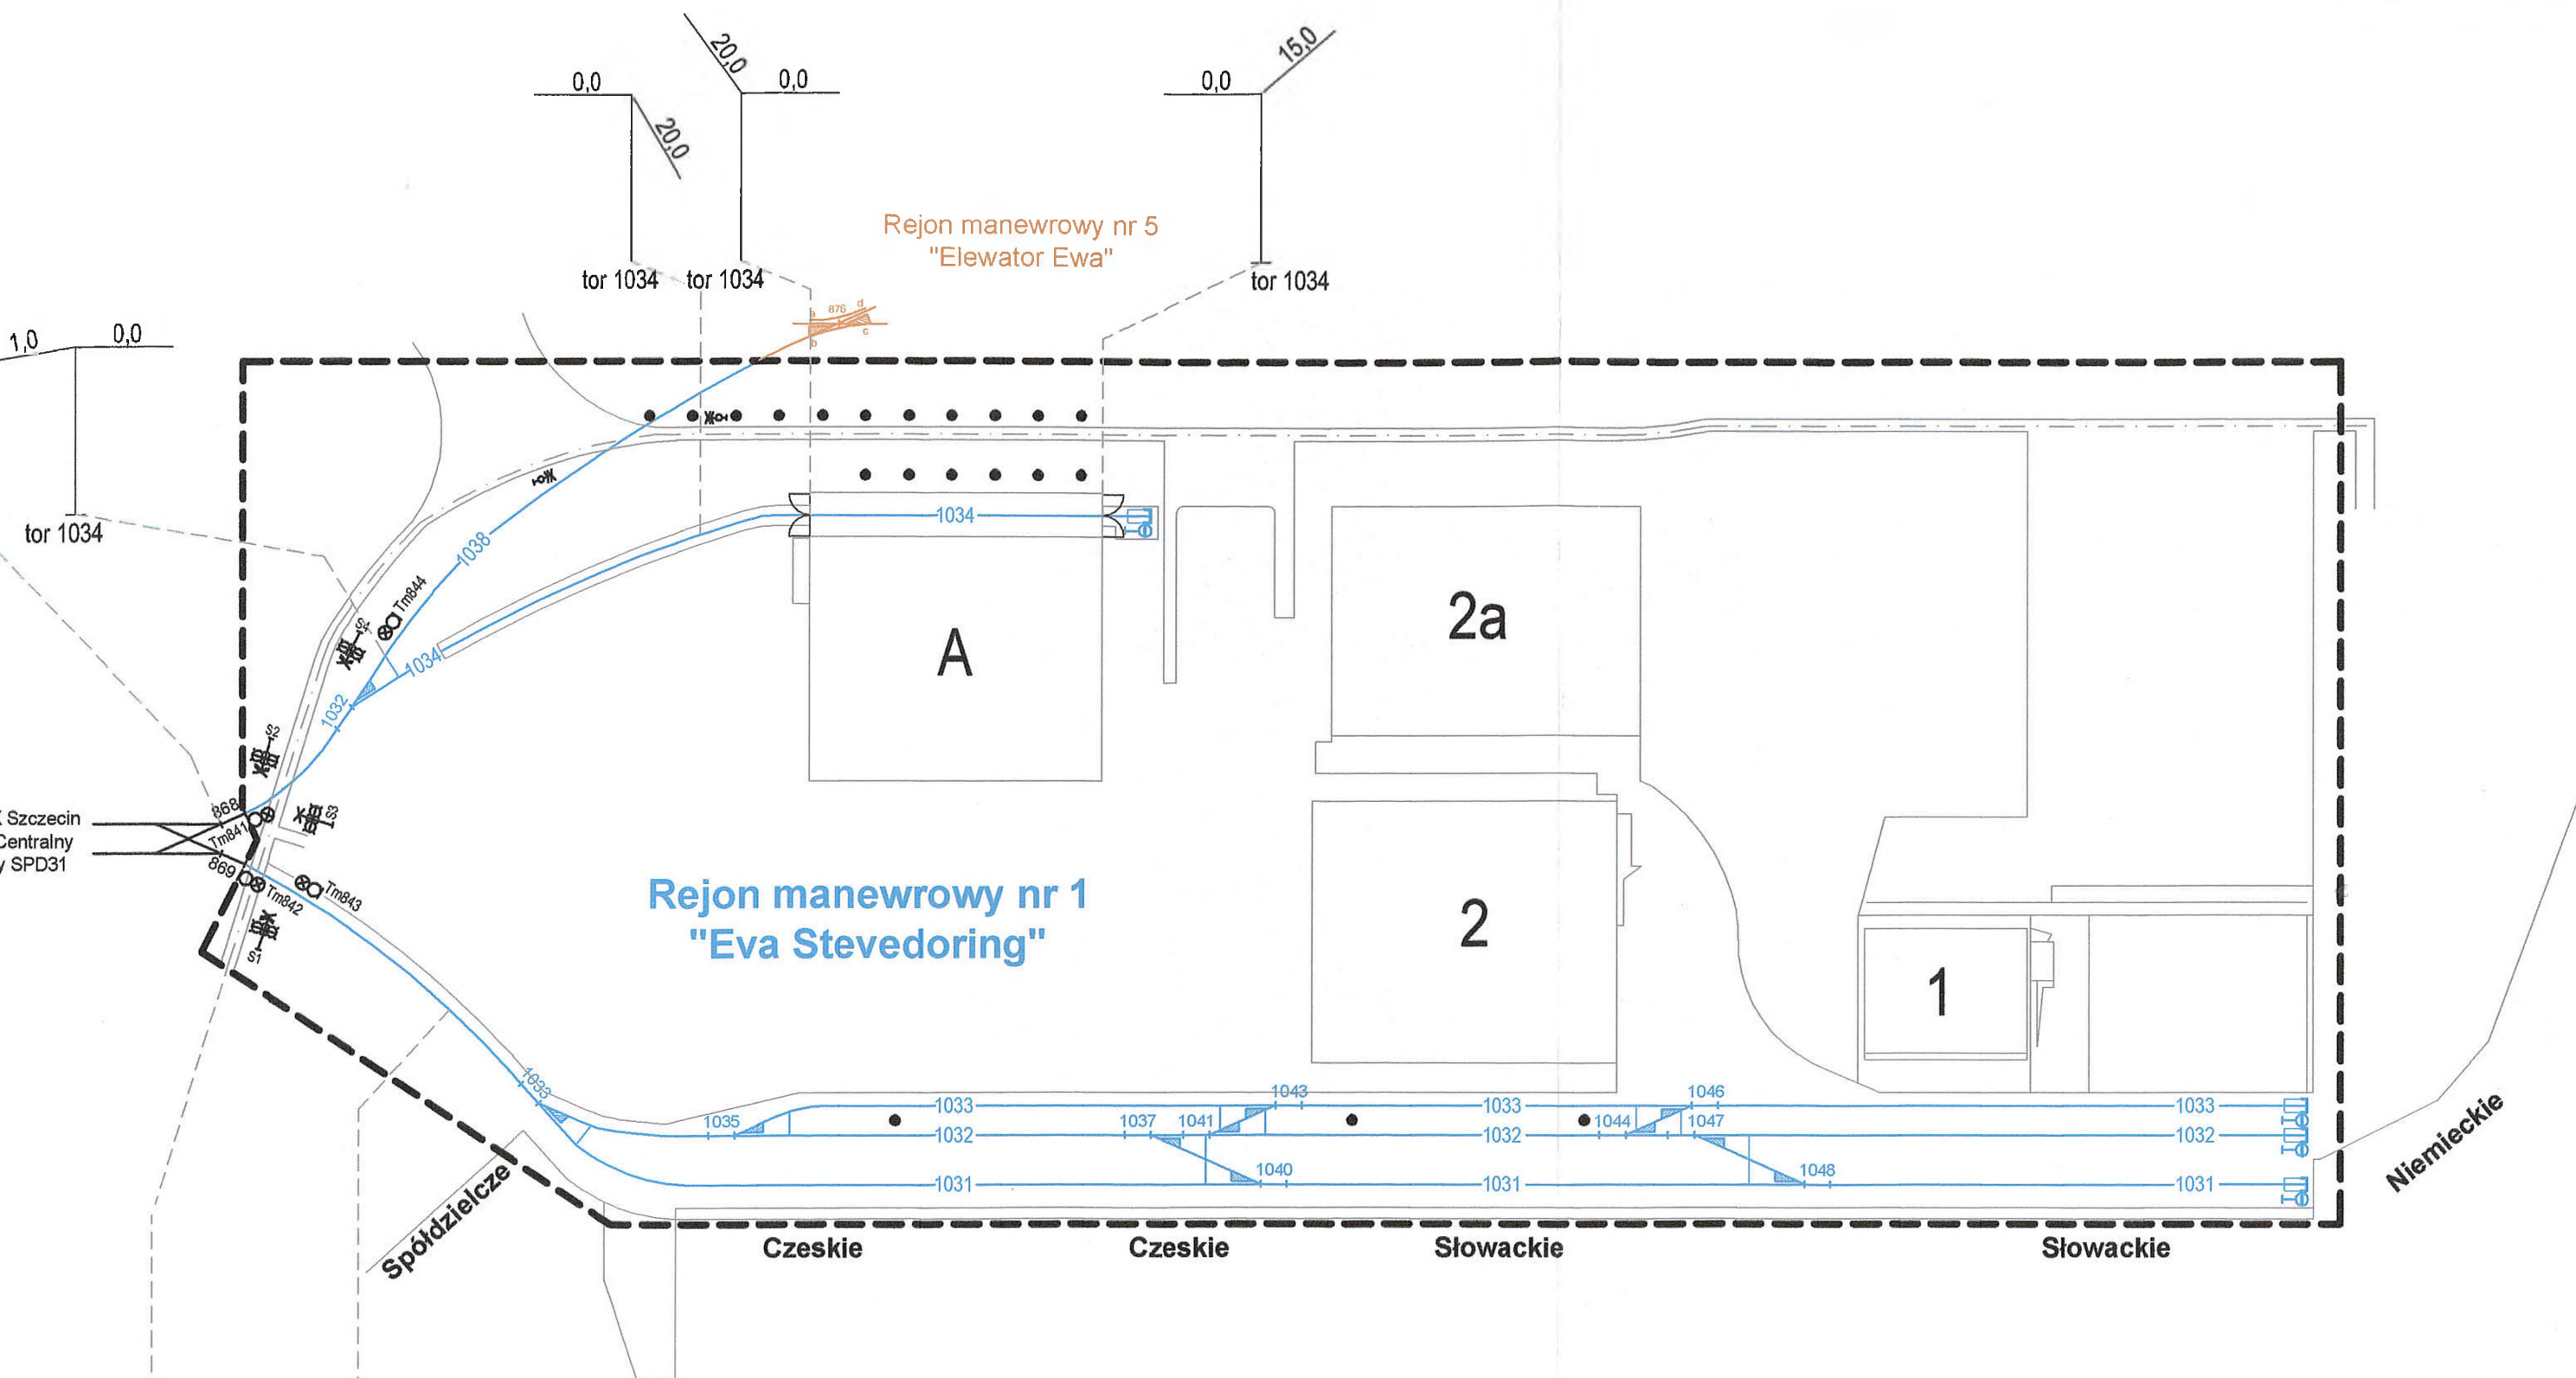 20,0
15,0
0,0
0,0
0,0
20,0
Rejon manewrowy nr 5
"Elewator Ewa"
tor 1034
tor 1034
tor 1034
a
876
d
b
c
1,0
0,0
tor 1034
1034
1038
Tm844
S4
1034
1032
A
2a
S2
868
Tm841
S3
Szczecin
Centralny
y SPD31
869
Tm842
Tm843
S1
Rejon manewrowy nr 1
"Eva Stevedoring"
2
1
1033
1033
1043
1033
1046
1033
1035
1032
1037
1041
1032
1044
1047
1032
1031
1040
1031
1048
1031
Spółdzielcze
Niemieckie
Czeskie
Czeskie
Słowackie
Słowackie